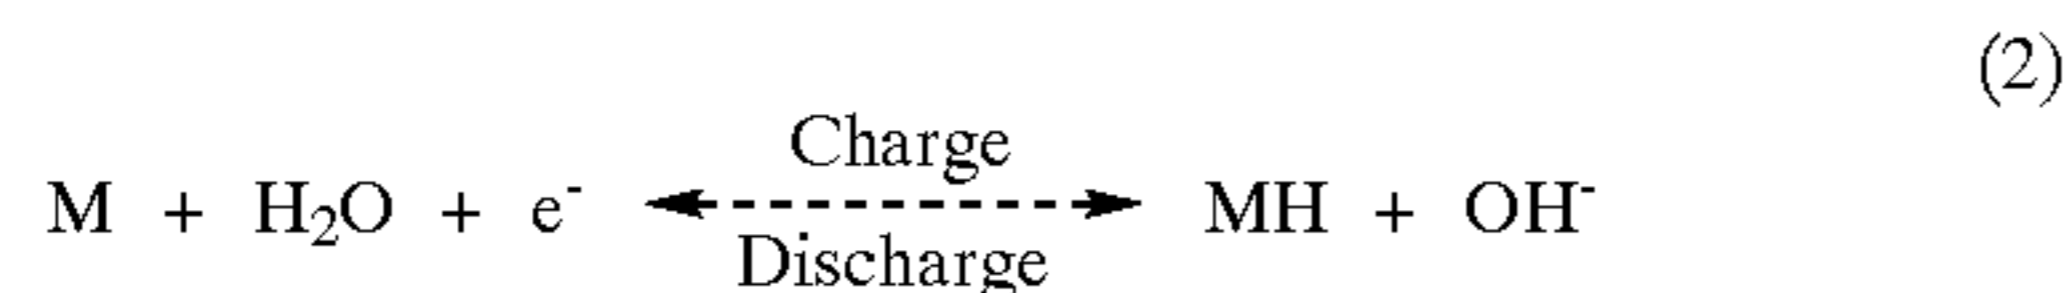 (2)
Charge
M + H₂O + e⁻ ◄-----► MH + OH⁻
Discharge